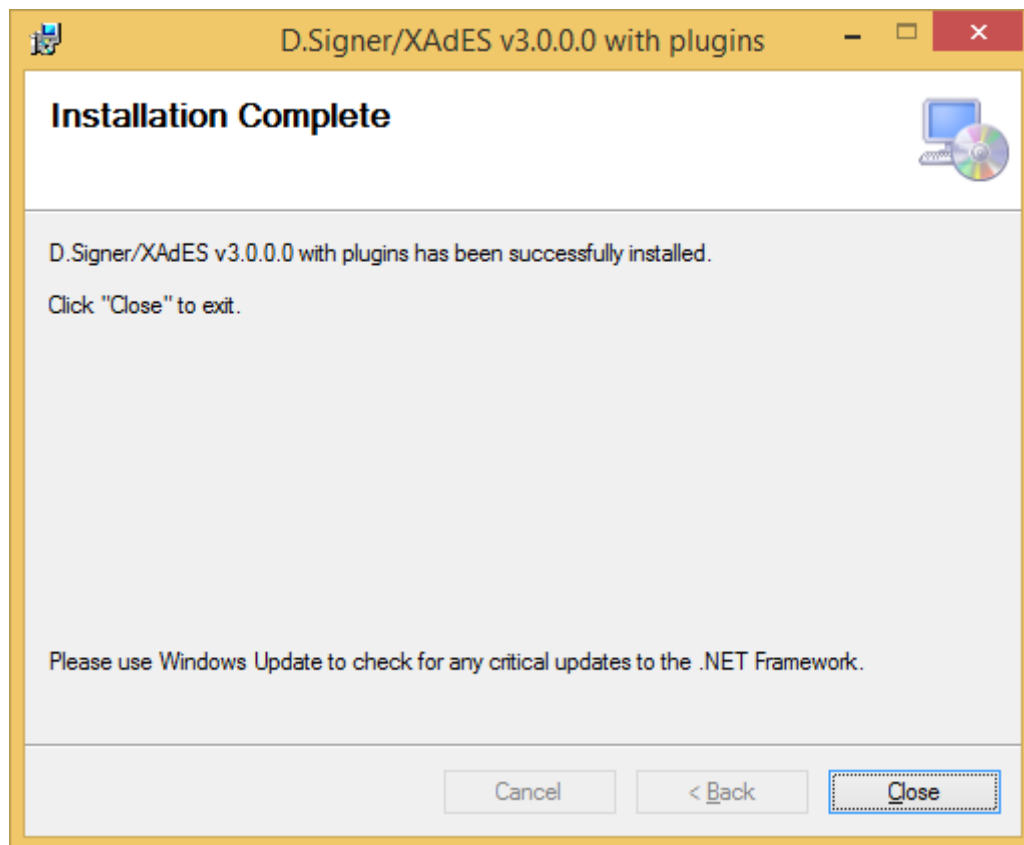 D.Signer/XAdES v3.0.0.0 with plugins
Installation Complete
D.Signer/XAdES v3.0.0.0 with plugins has been successfully installed.
Click "Close" to exit.
Please use Windows Update to check for any critical updates to the .NET Framework.
Cancel
< Back
Close